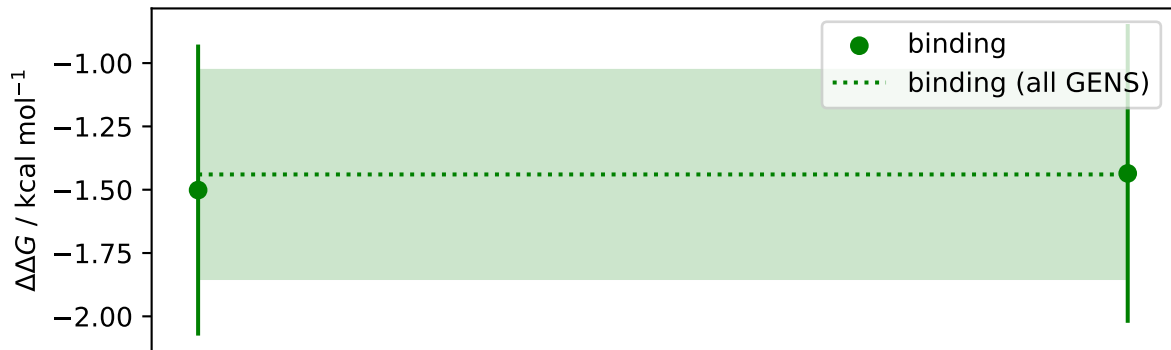 binding
binding (all GENS)
−1.00
−1.25
−1.50
−1.75
−2.00
ΔΔG / kcal mol⁻¹